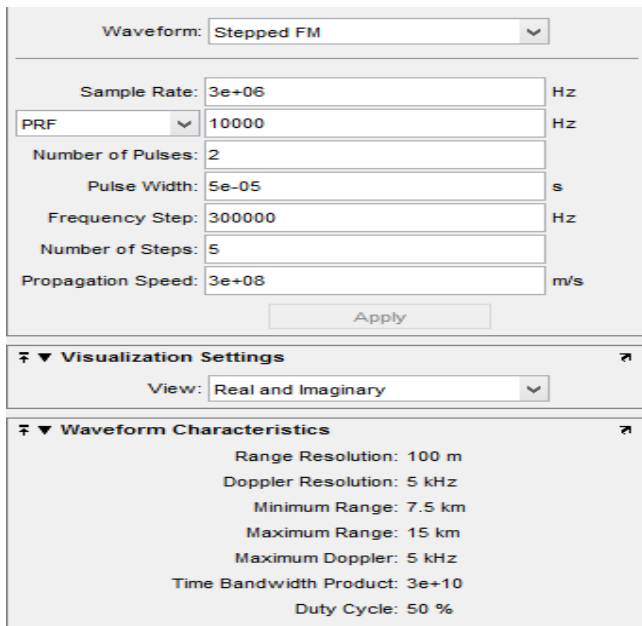 Waveform: Stepped FM
Sample Rate: 3e+06 Hz
PRF 10000 Hz
Number of Pulses: 2
Pulse Width: 5e-05 s
Frequency Step: 300000 Hz
Number of Steps: 5
Propagation Speed: 3e+08 m/s
Apply
Visualization Settings
View: Real and Imaginary
Waveform Characteristics
Range Resolution: 100 m
Doppler Resolution: 5 kHz
Minimum Range: 7.5 km
Maximum Range: 15 km
Maximum Doppler: 5 kHz
Time Bandwidth Product: 3e+10
Duty Cycle: 50 %